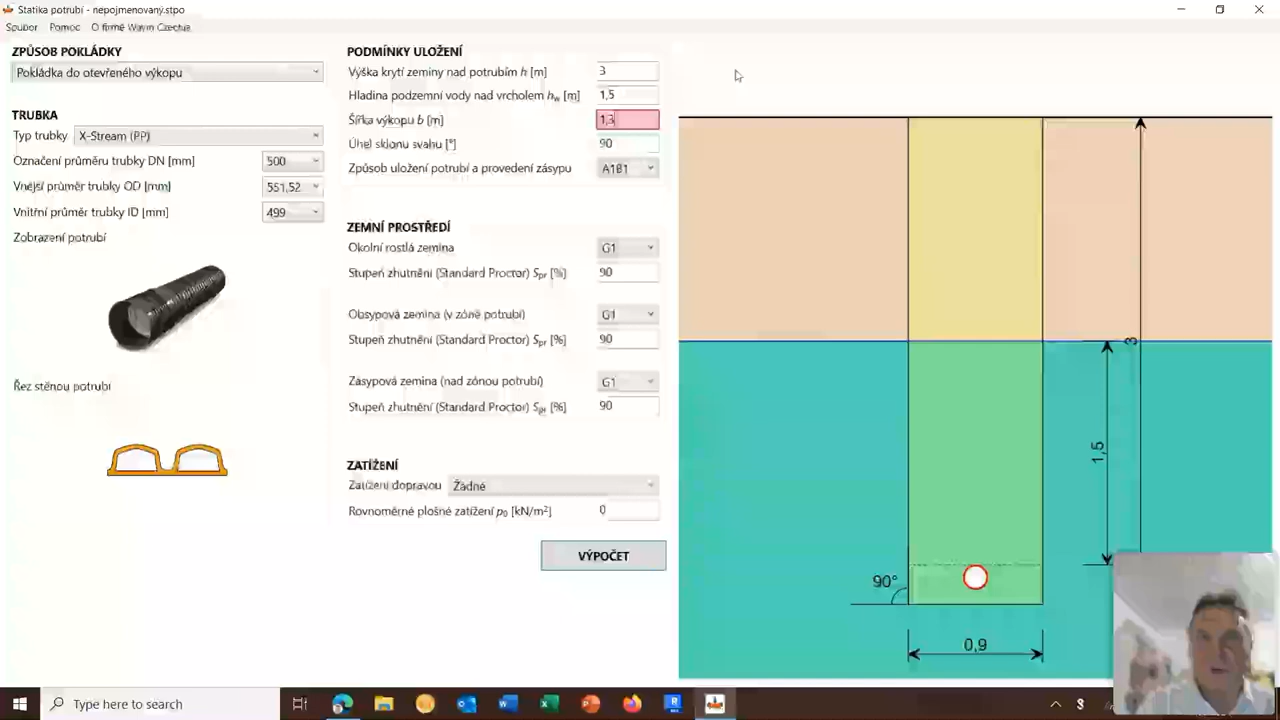 Statika potrubí - nepojmenovaný.stpo
Soubor Pomoc O firmě Wavin Czechia
ZPŮSOB POKLÁDKY
Pokládka do otevřeného výkopu
TRUBKA
Typ trubky X-Stream (PP)
Označení průměru trubky DN [mm] 500
Vnější průměr trubky OD [mm] 551,52
Vnitřní průměr trubky ID [mm] 499
Zobrazení potrubí
Řez stěnou potrubí
PODMÍNKY ULOŽENÍ
Výška krytí zeminy nad potrubím h [m] 3
Hladina podzemní vody nad vrcholem hw [m] 1,5
Šířka výkopu b [m] 1,3
Úhel sklonu svahu [°] 90
Způsob uložení potrubí a provedení zásypu A1B1
ZEMNÍ PROSTŘEDÍ
Okolní rostlá zemina G1
Stupeň zhutnění (Standard Proctor) Spr [%] 90
Obsypová zemina (v zóně potrubí) G1
Stupeň zhutnění (Standard Proctor) Spr [%] 90
Zásypová zemina (nad zónou potrubí) G1
Stupeň zhutnění (Standard Proctor) [%] 90
ZATÍŽENÍ
Zatížení dopravou Žádné
Rovnoměrné plošné zatížení p0 [kN/m²] 0
VÝPOČET
3
1,5
90°
0,9
Type here to search